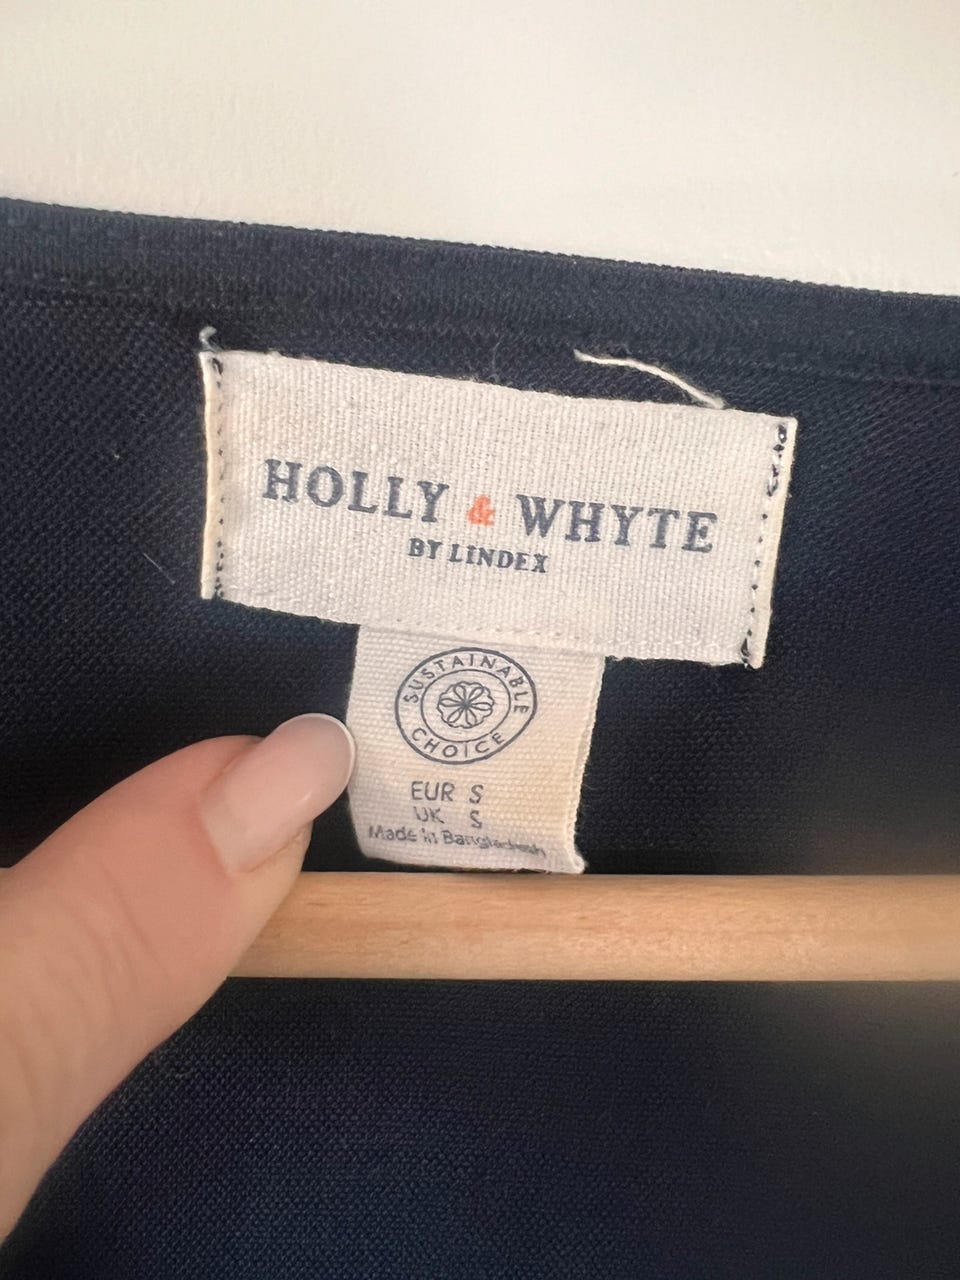 HOLLY & WHYTE
BY LINDEX
SUSTAINABLE
CHOICE
EUR S
UK S
Made in Bangladesh